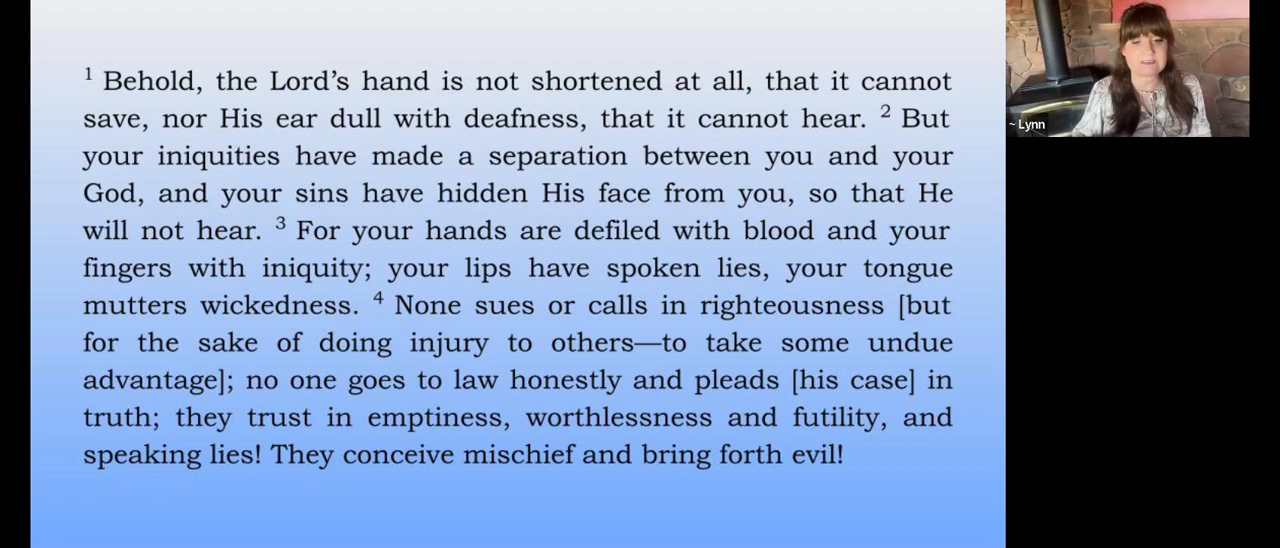 ¹ Behold, the Lord’s hand is not shortened at all, that it cannot
save, nor His ear dull with deafness, that it cannot hear. ² But
your iniquities have made a separation between you and your
God, and your sins have hidden His face from you, so that He
will not hear. ³ For your hands are defiled with blood and your
fingers with iniquity; your lips have spoken lies, your tongue
mutters wickedness. ⁴ None sues or calls in righteousness [but
for the sake of doing injury to others—to take some undue
advantage]; no one goes to law honestly and pleads [his case] in
truth; they trust in emptiness, worthlessness and futility, and
speaking lies! They conceive mischief and bring forth evil!
~ Lynn